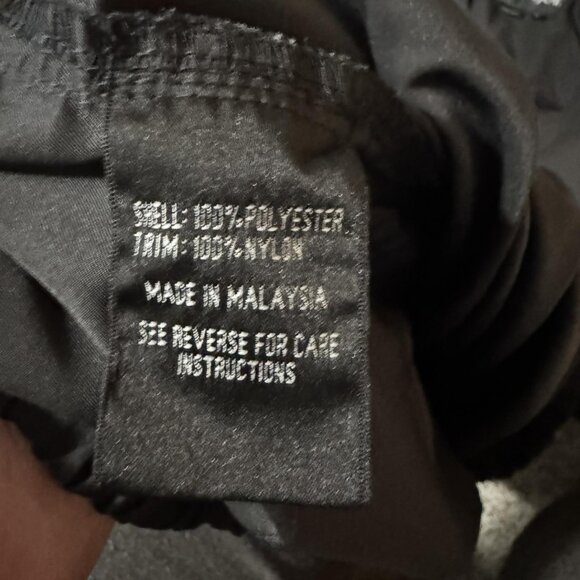 SHELL: 100% POLYESTER
TRIM: 100% NYLON
MADE IN MALAYSIA
SEE REVERSE FOR CARE
INSTRUCTIONS